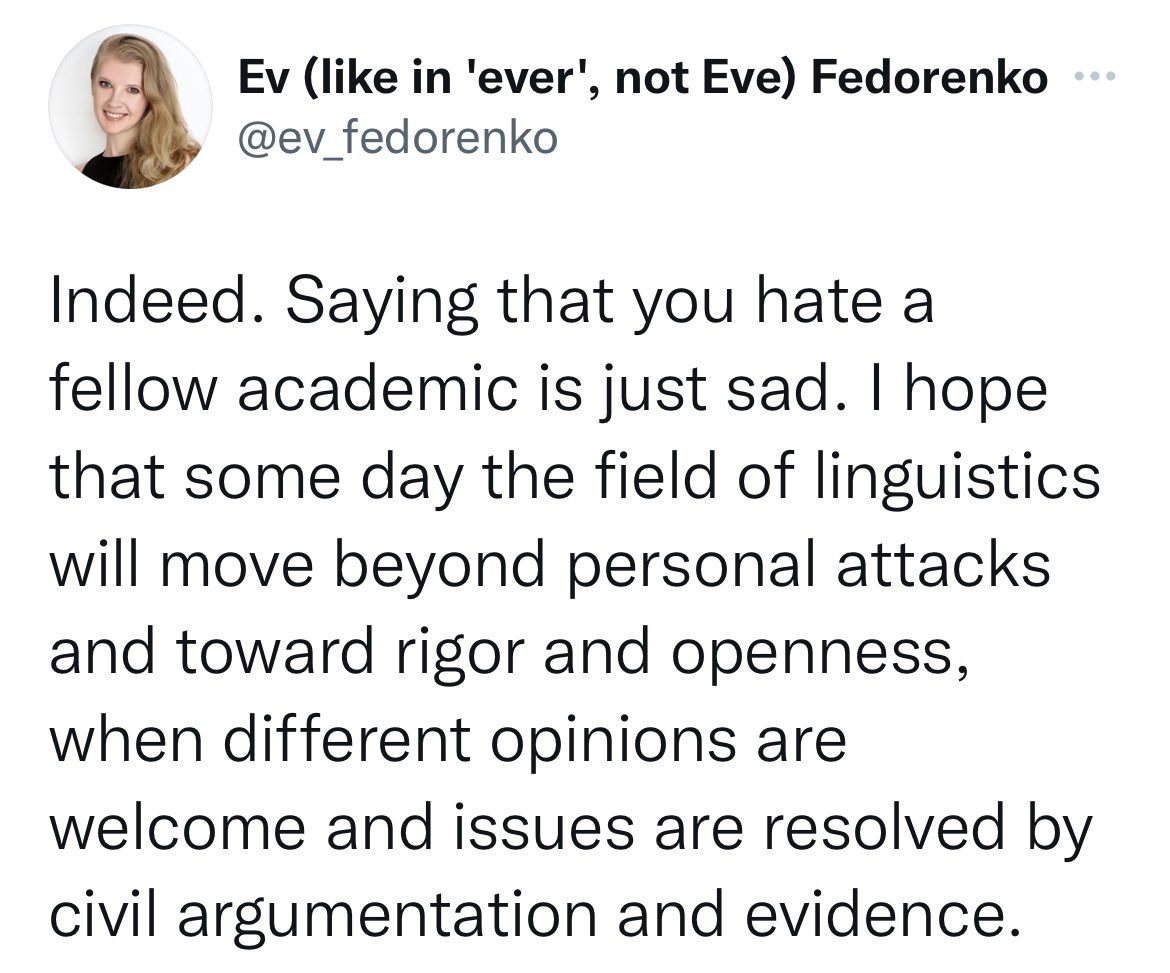 Ev (like in 'ever', not Eve) Fedorenko
@ev_fedorenko
Indeed. Saying that you hate a
fellow academic is just sad. I hope
that some day the field of linguistics
will move beyond personal attacks
and toward rigor and openness,
when different opinions are
welcome and issues are resolved by
civil argumentation and evidence.